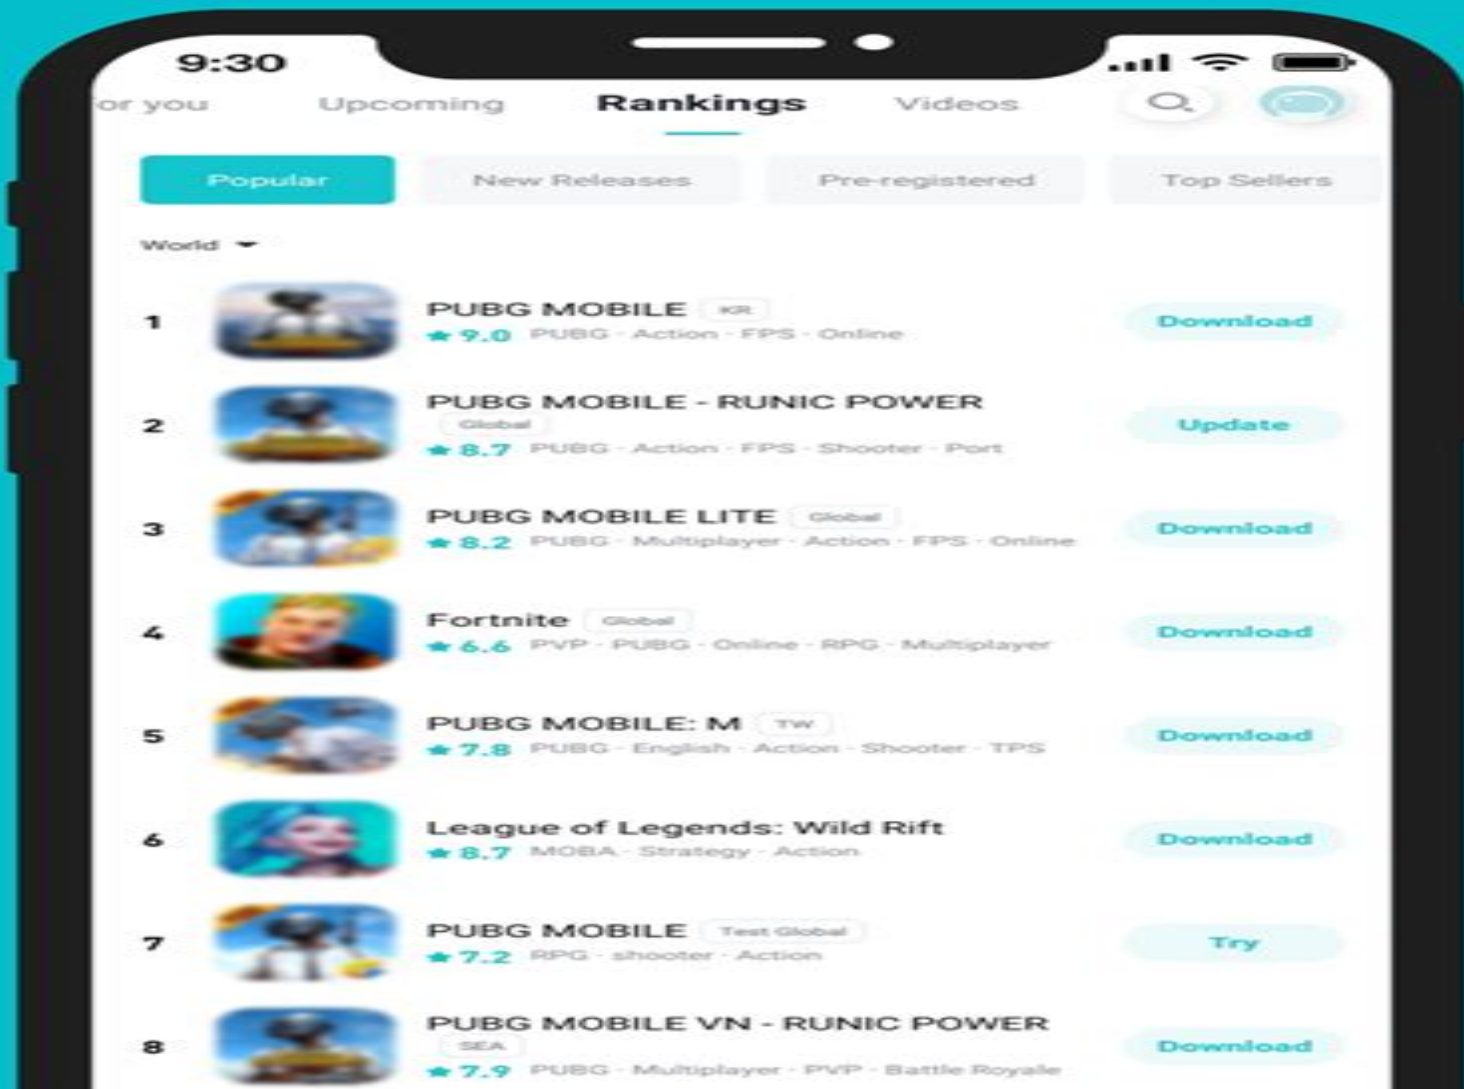 9:30
or you Upcoming Rankings Videos
Popular New Releases Pre-registered Top Sellers
World
1 PUBG MOBILE KR Download
9.0 PUBG · Action · FPS · Online
2 PUBG MOBILE - RUNIC POWER Update
Global
8.7 PUBG · Action · FPS · Shooter · Port
3 PUBG MOBILE LITE Global Download
8.2 PUBG · Multiplayer · Action · FPS · Online
4 Fortnite Global Download
6.6 PVP · PUBG · Online · RPG · Multiplayer
5 PUBG MOBILE: M TW Download
7.8 PUBG · English · Action · Shooter · TPS
6 League of Legends: Wild Rift Download
8.7 MOBA · Strategy · Action
7 PUBG MOBILE Test Global Try
7.2 RPG · shooter · Action
8 PUBG MOBILE VN - RUNIC POWER Download
SEA
7.9 PUBG · Multiplayer · PVP · Battle Royale